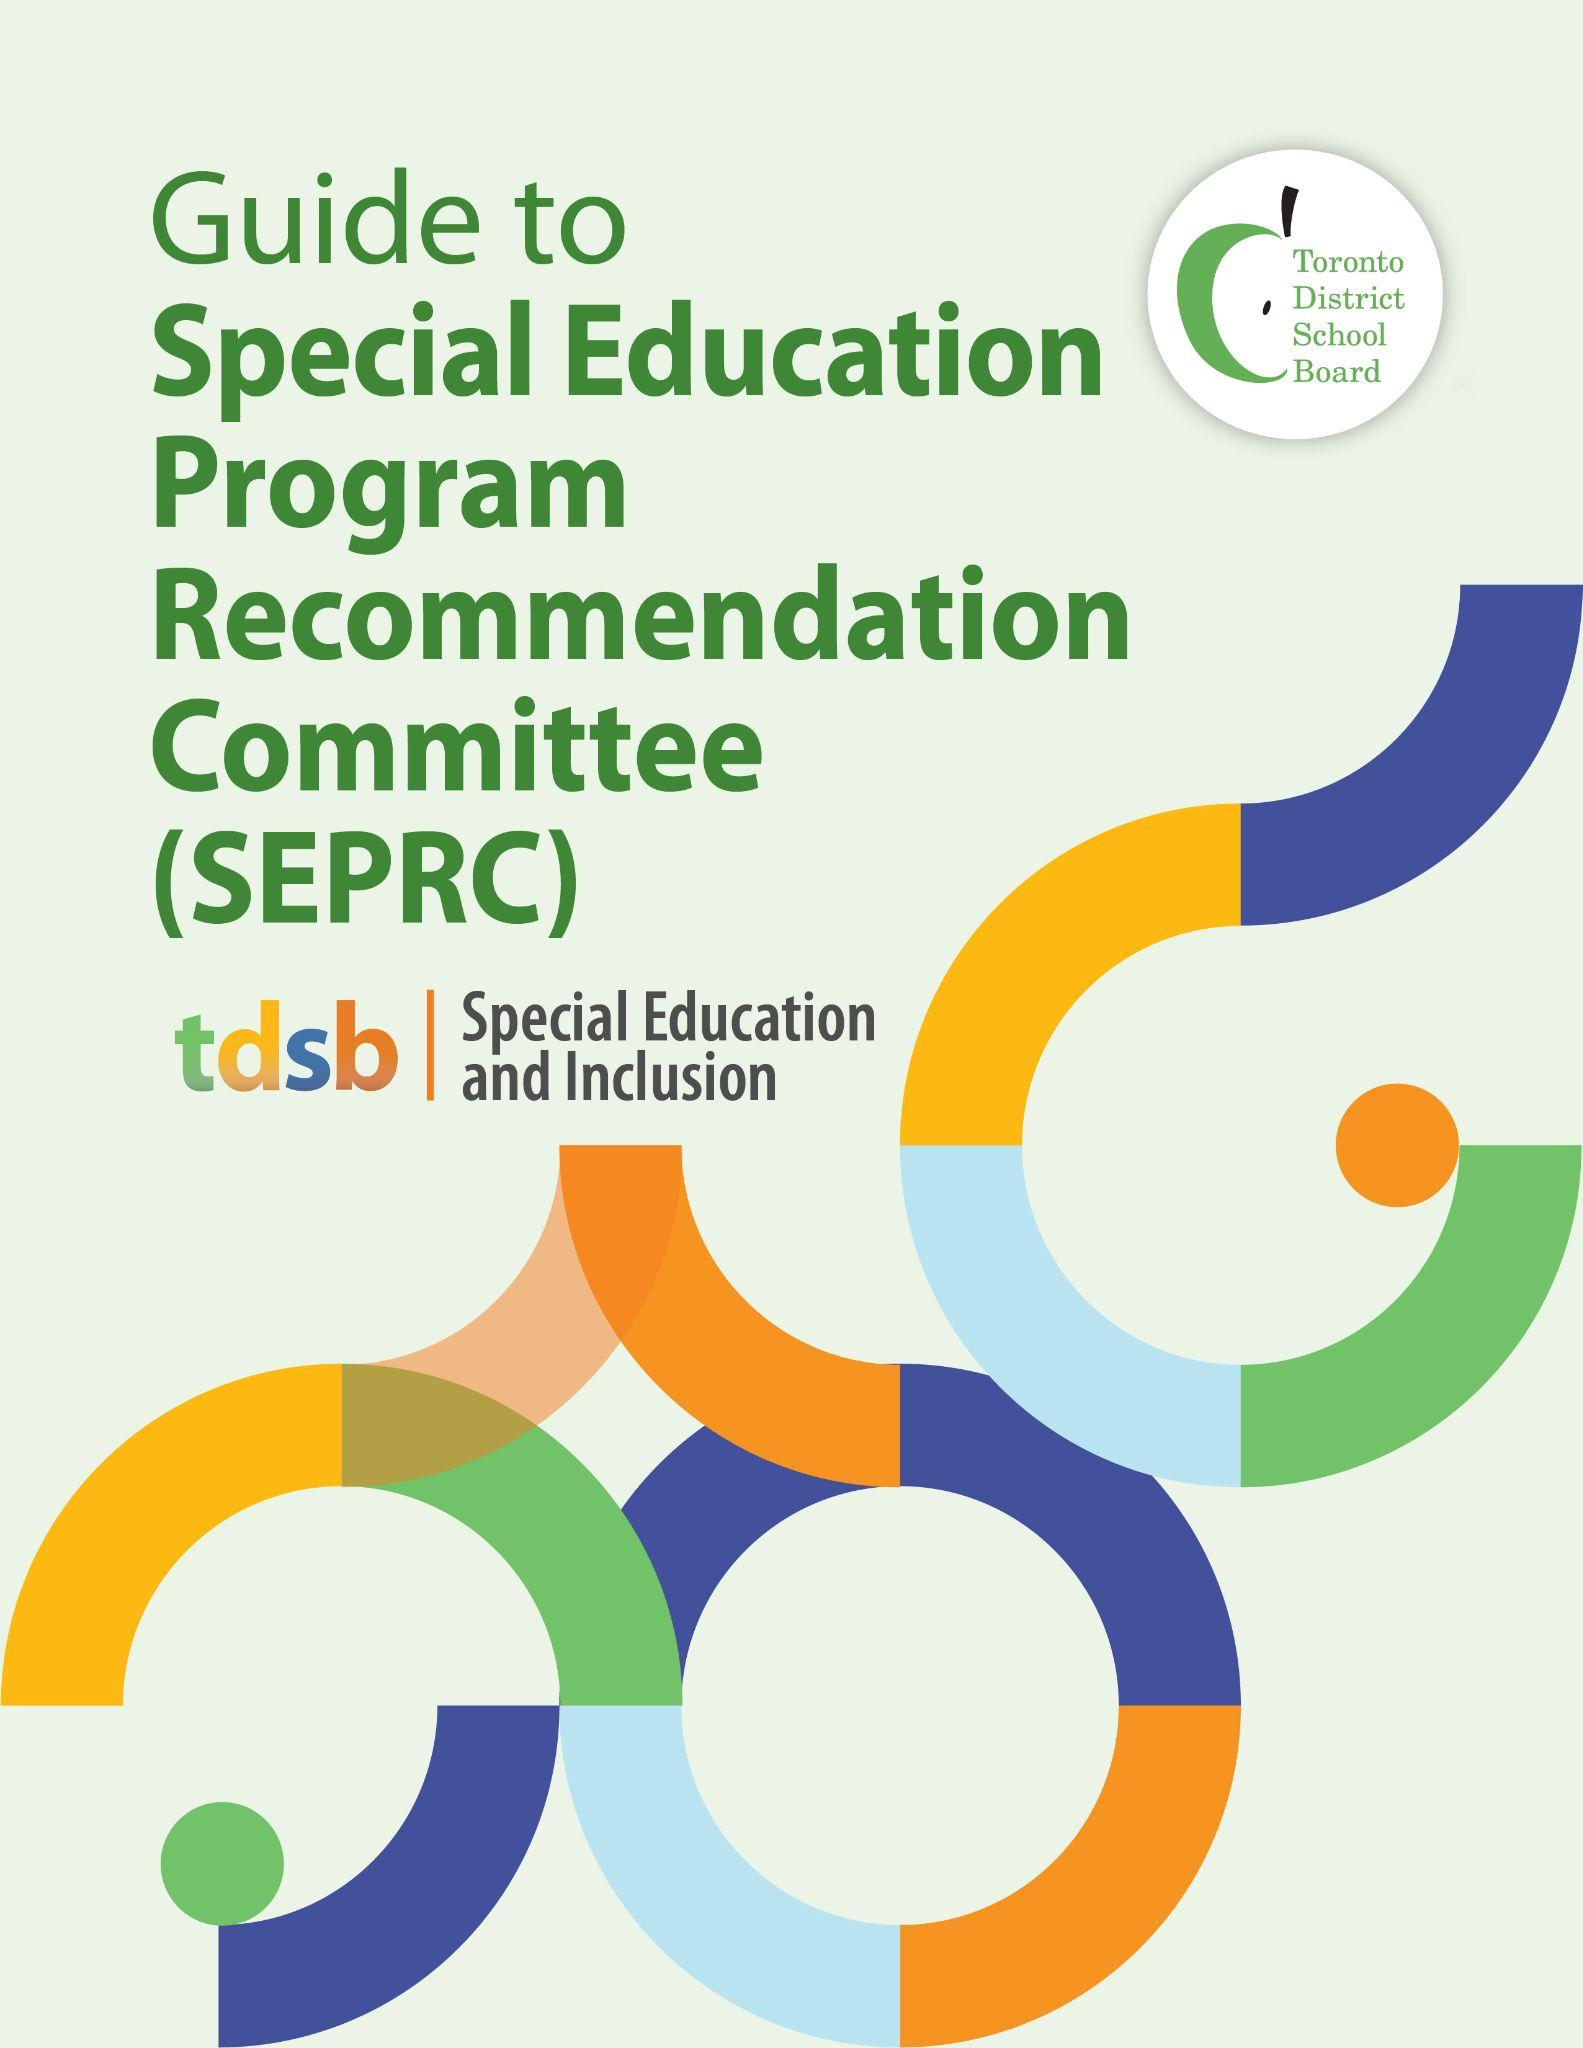 Guide to
Special Education
Program
Recommendation
Committee
(SEPRC)
Toronto
District
School
Board
tdsb
Special Education
and Inclusion